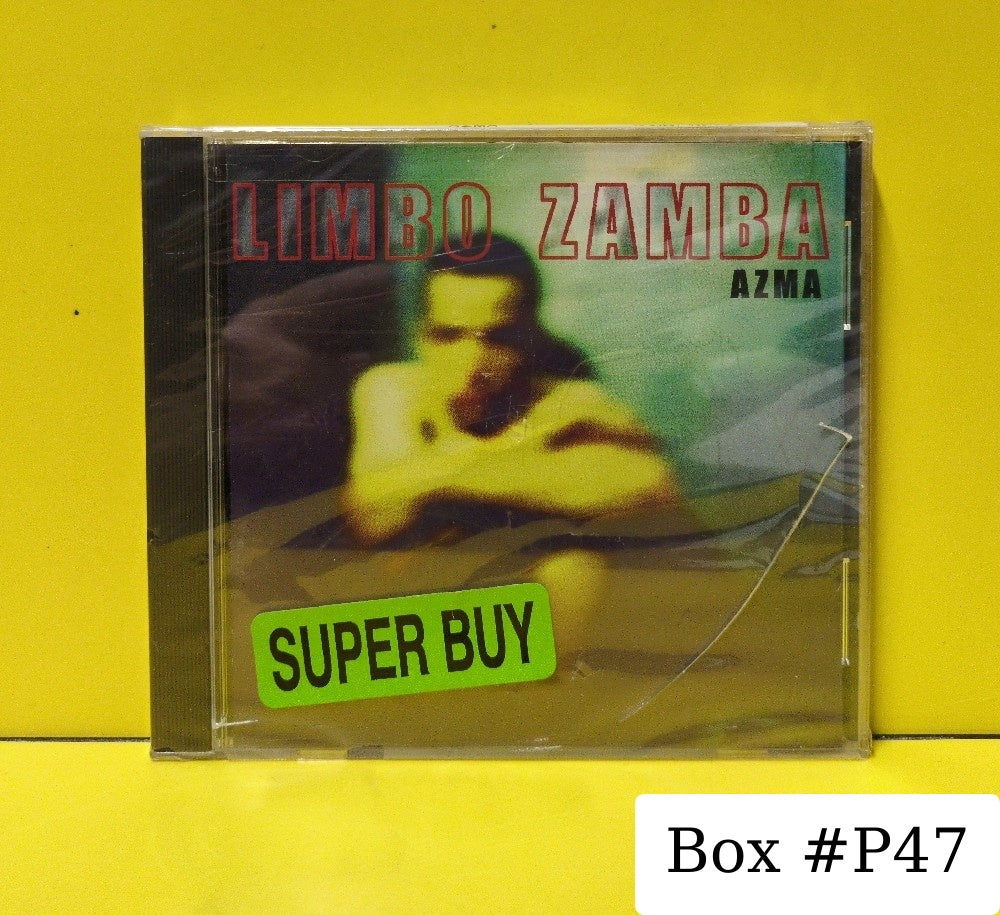 LIMBO ZAMBA
AZMA
SUPER BUY
Box #P47